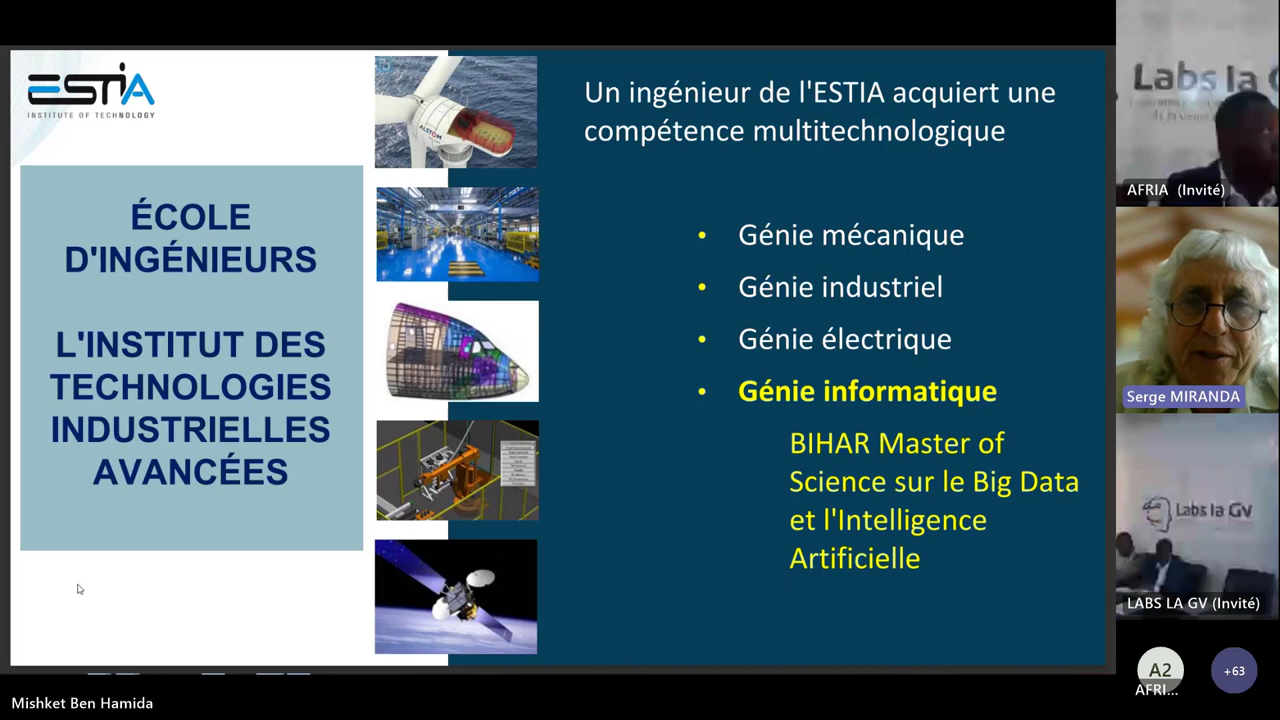 ESTIA
INSTITUTE OF TECHNOLOGY
ÉCOLE
D'INGÉNIEURS
L'INSTITUT DES
TECHNOLOGIES
INDUSTRIELLES
AVANCÉES
ALSTOM
Un ingénieur de l'ESTIA acquiert une
compétence multitechnologique
• Génie mécanique
• Génie industriel
• Génie électrique
• Génie informatique
BIHAR Master of
Science sur le Big Data
et l'Intelligence
Artificielle
Labs la G
AFRIA (Invité)
Serge MIRANDA
Labs la GV
LABS LA GV (Invité)
A2
AFRI...
+63
Mishket Ben Hamida